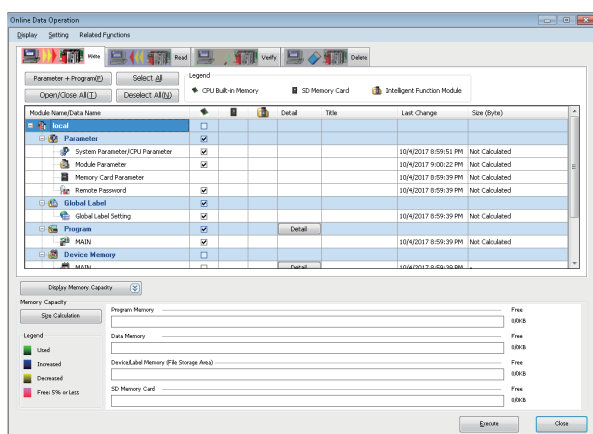 Online Data Operation
Display Setting Related Functions
Write Read Verify Delete
Parameter + Program(F) Select All
Open/Close All(T) Deselect All(N)
Legend
CPU Built-in Memory SD Memory Card Intelligent Function Module
Module Name/Data Name Detail Title Last Change Size (Byte)
local
Parameter
System Parameter/CPU Parameter 10/4/2017 8:59:51 PM Not Calculated
Module Parameter 10/4/2017 9:00:22 PM Not Calculated
Memory Card Parameter 10/4/2017 8:59:39 PM Not Calculated
Remote Password 10/4/2017 8:59:39 PM Not Calculated
Global Label
Global Label Setting 10/4/2017 8:59:39 PM Not Calculated
Program Detail
MAIN 10/4/2017 8:59:39 PM Not Calculated
Device Memory
MAIN Detail 10/4/2017 8:59:39 PM -
Display Memory Capacity
Memory Capacity
Size Calculation
Legend
Used
Increased
Decreased
Free: 5% or Less
Program Memory Free
0/0KB
Data Memory Free
0/0KB
Device/Label Memory (File Storage Area) Free
0/0KB
SD Memory Card Free
0/0KB
Execute Close